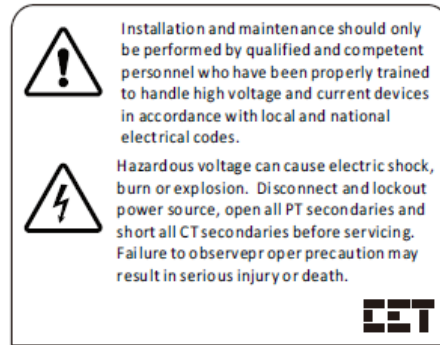 Installation and maintenance should only
be performed by qualified and competent
personnel who have been properly trained
to handle high voltage and current devices
in accordance with local and national
electrical codes.
Hazardous voltage can cause electric shock,
burn or explosion. Disconnect and lockout
power source, open all PT secondaries and
short all CT secondaries before servicing.
Failure to observepr oper precaution may
result in serious injury or death.
CET